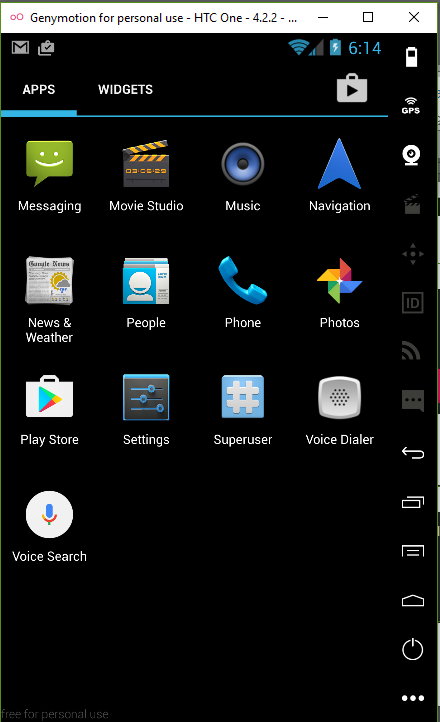 Genymotion for personal use - HTC One - 4.2.2 - ...
6:14
APPS WIDGETS
GPS
Messaging Movie Studio Music Navigation
News & Weather People Phone Photos
ID
Play Store Settings Superuser Voice Dialer
Voice Search
free for personal use